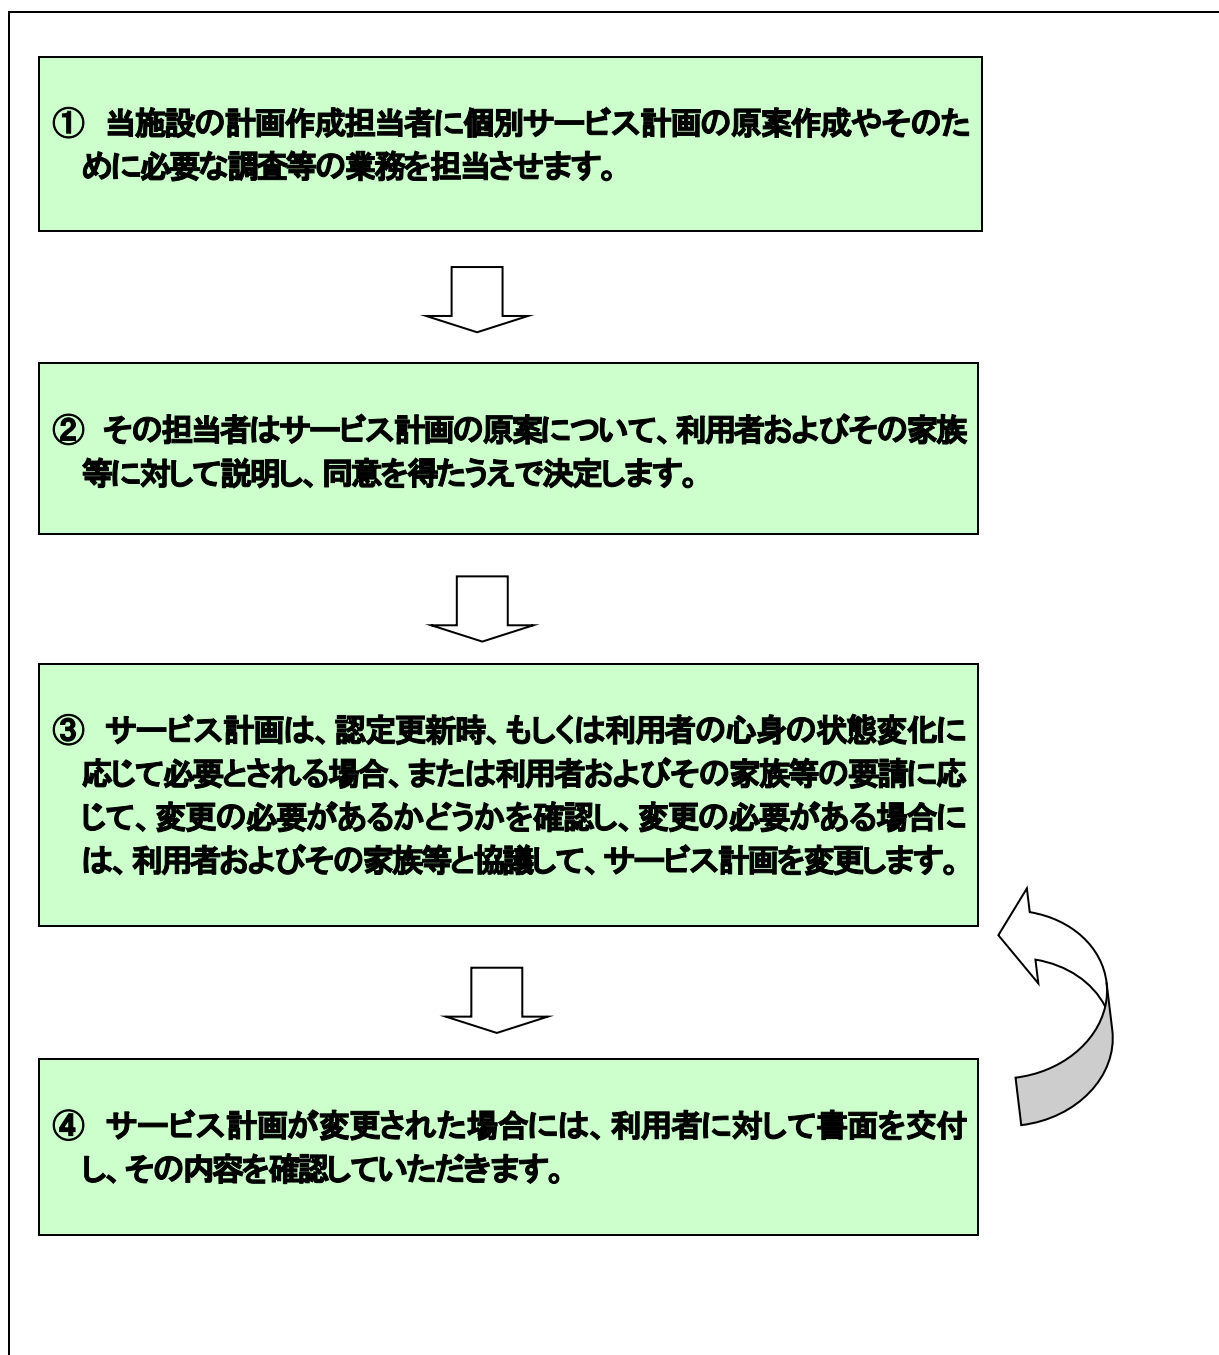 ① 当施設の計画作成担当者に個別サービス計画の原案作成やそのた
めに必要な調査等の業務を担当させます。
② その担当者はサービス計画の原案について、利用者およびその家族
等に対して説明し、同意を得たうえで決定します。
③ サービス計画は、認定更新時、もしくは利用者の心身の状態変化に
応じて必要とされる場合、または利用者およびその家族等の要請に応
じて、変更の必要があるかどうかを確認し、変更の必要がある場合に
は、利用者およびその家族等と協議して、サービス計画を変更します。
④ サービス計画が変更された場合には、利用者に対して書面を交付
し、その内容を確認していただきます。